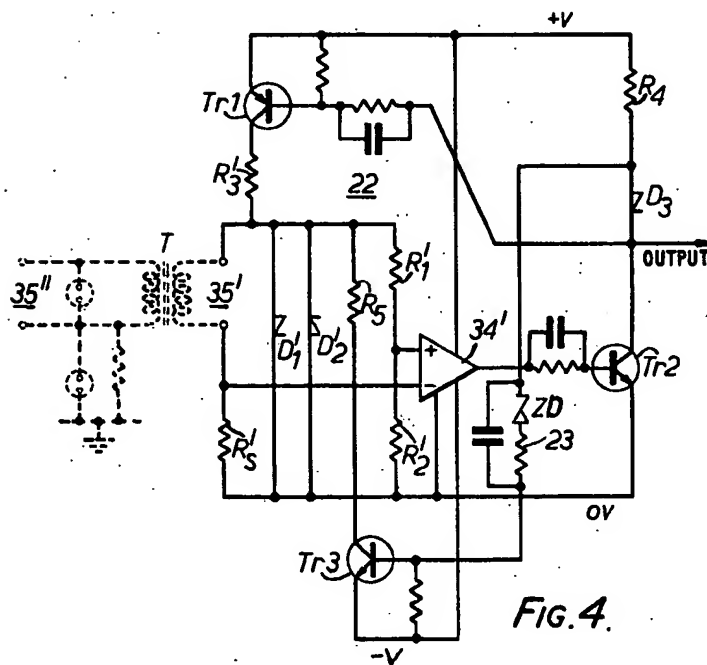 +V
Tr1
R4
R'3
22
D3
T
OUTPUT
35"
35'
R'1
R5
34'
D'1
D'2
Tr2
ZD
R's
R'2
23
0V
Tr3
FIG. 4.
-V